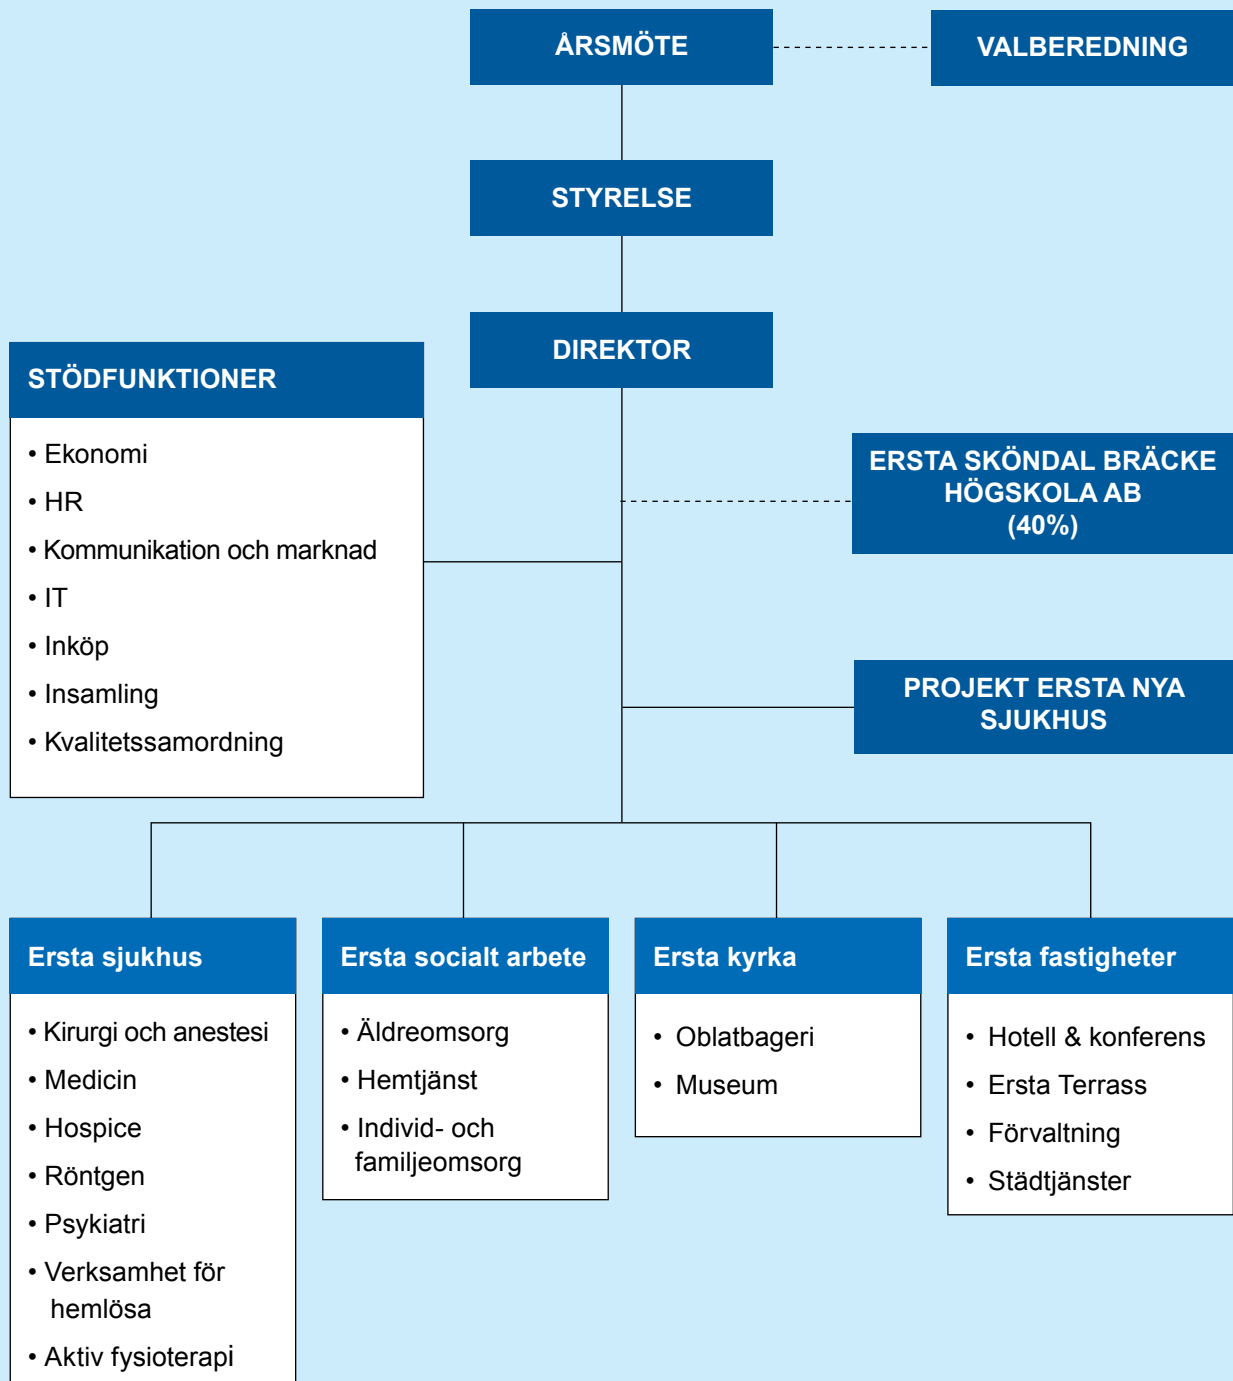 ÅRSMÖTE
VALBEREDNING
STYRELSE
DIREKTOR
STÖDFUNKTIONER
• Ekonomi
• HR
• Kommunikation och marknad
• IT
• Inköp
• Insamling
• Kvalitetssamordning
ERSTA SKÖNDAL BRÄCKE
HÖGSKOLA AB
(40%)
PROJEKT ERSTA NYA
SJUKHUS
Ersta sjukhus
• Kirurgi och anestesi
• Medicin
• Hospice
• Röntgen
• Psykiatri
• Verksamhet för
hemlösa
• Aktiv fysioterapi
Ersta socialt arbete
• Äldreomsorg
• Hemtjänst
• Individ- och
familjeomsorg
Ersta kyrka
• Oblatbageri
• Museum
Ersta fastigheter
• Hotell & konferens
• Ersta Terrass
• Förvaltning
• Städtjänster